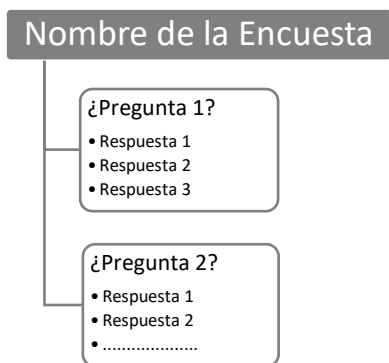 Nombre de la Encuesta
¿Pregunta 1?
• Respuesta 1
• Respuesta 2
• Respuesta 3
¿Pregunta 2?
• Respuesta 1
• Respuesta 2
• ....................